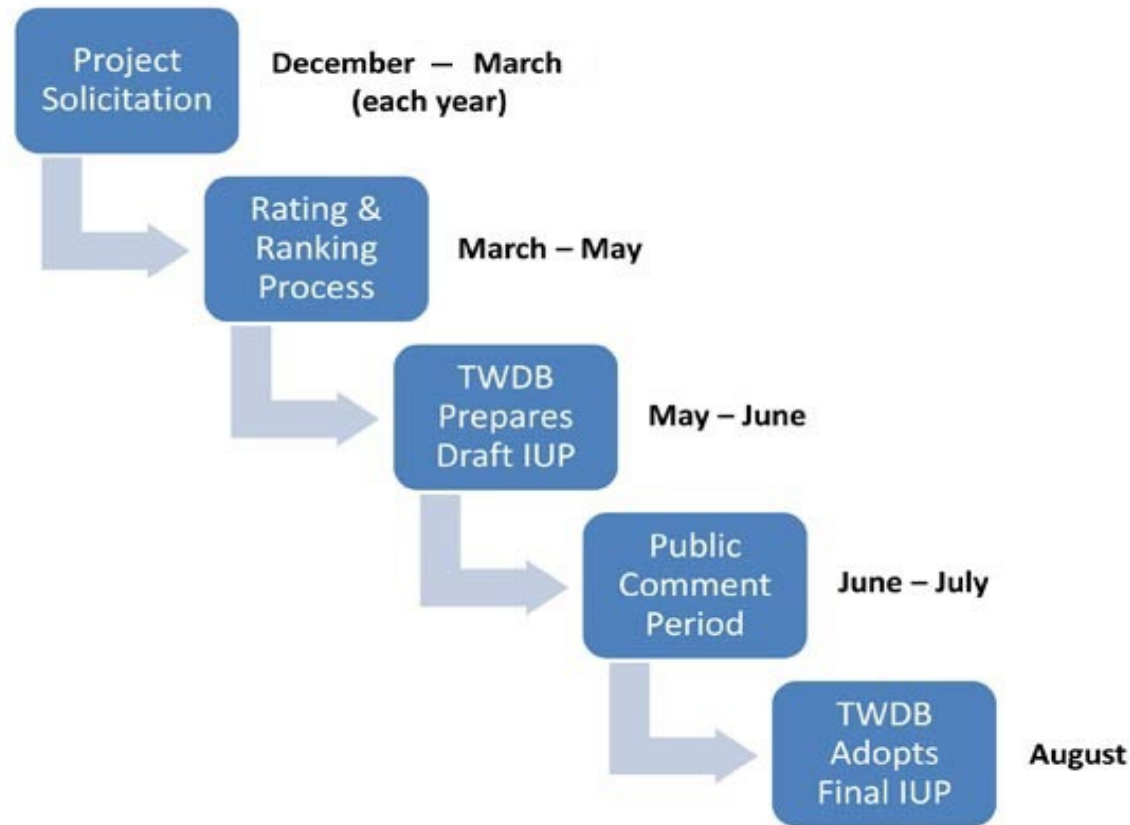 Project
Solicitation
December – March
(each year)
Rating &
Ranking
Process
March – May
TWDB
Prepares
Draft IUP
May – June
Public
Comment
Period
June – July
TWDB
Adopts
Final IUP
August